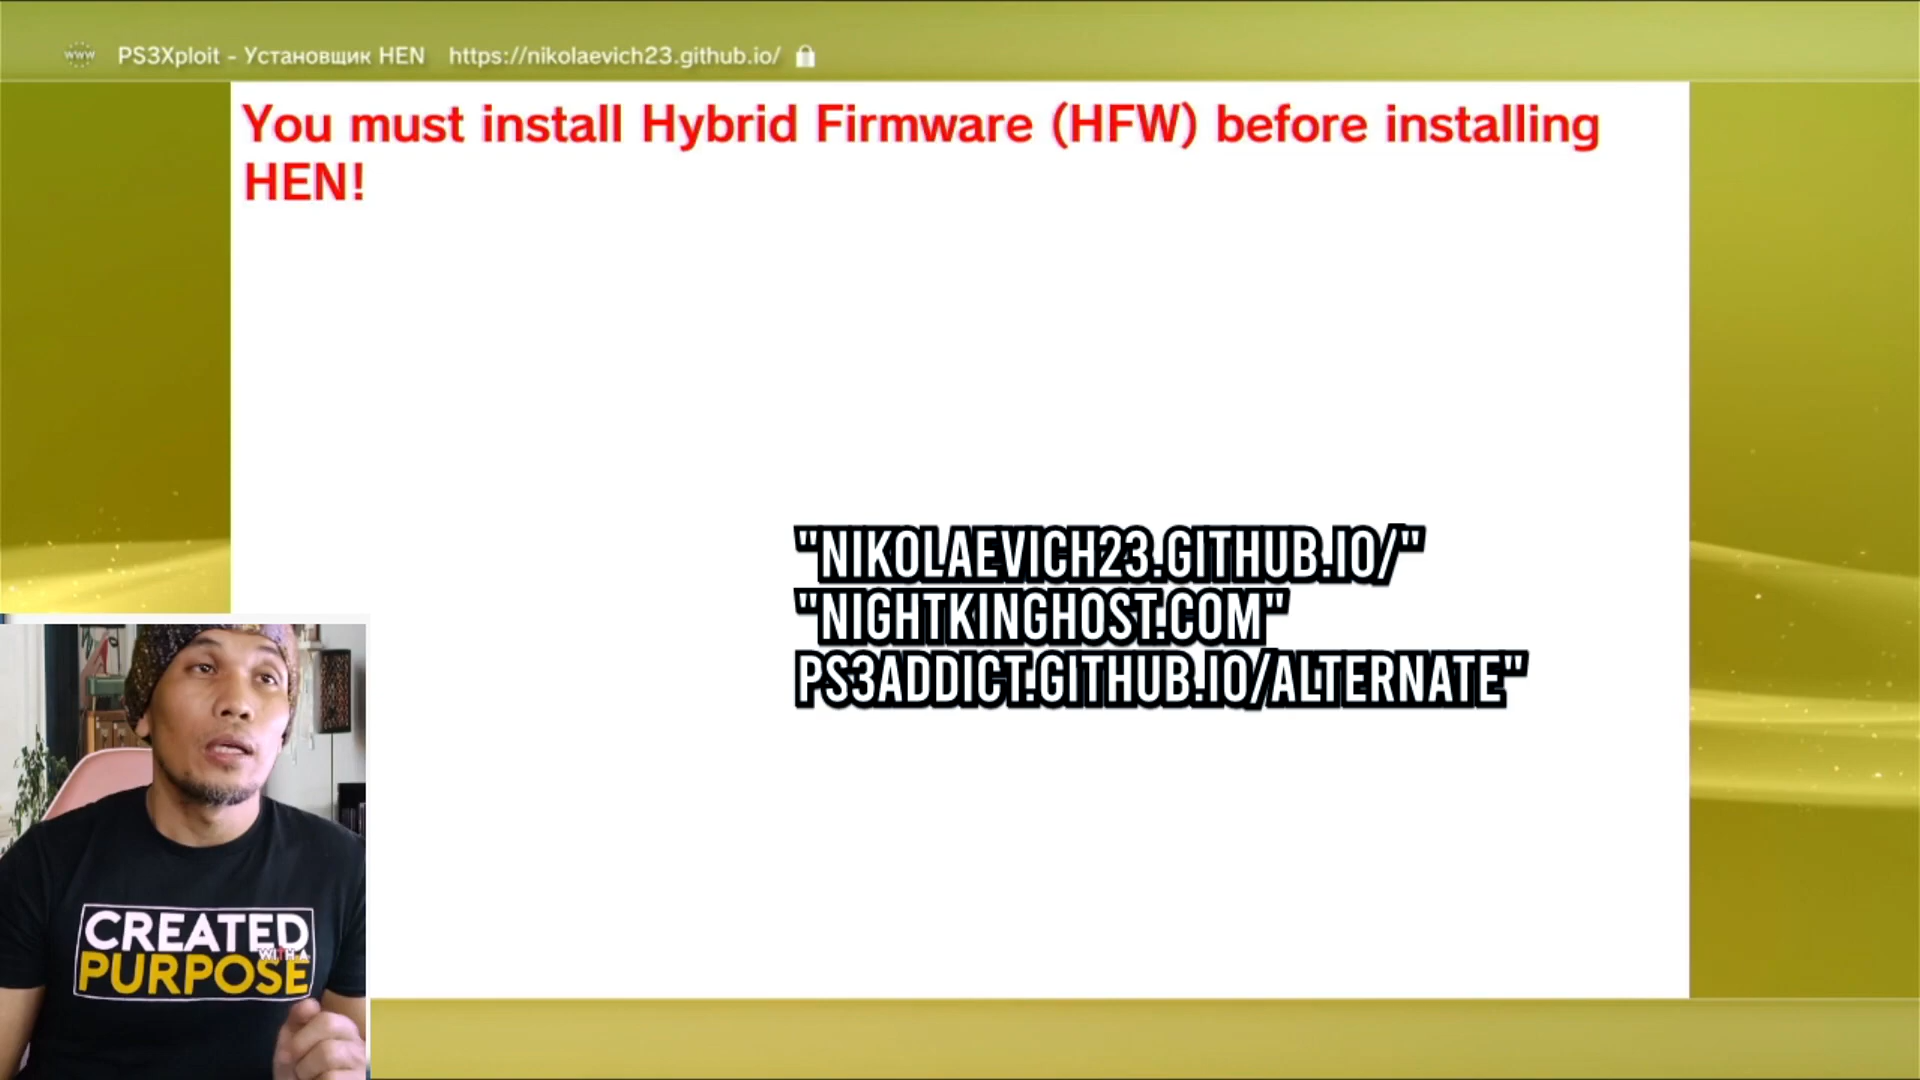 www PS3Xploit - Установщик HEN https://nikolaevich23.github.io/
You must install Hybrid Firmware (HFW) before installing
HEN!
"NIKOLAEVICH23.GITHUB.IO/"
"NIGHTKINGHOST.COM"
PS3ADDICT.GITHUB.IO/ALTERNATE"
CREATED
WITH A
PURPOSE